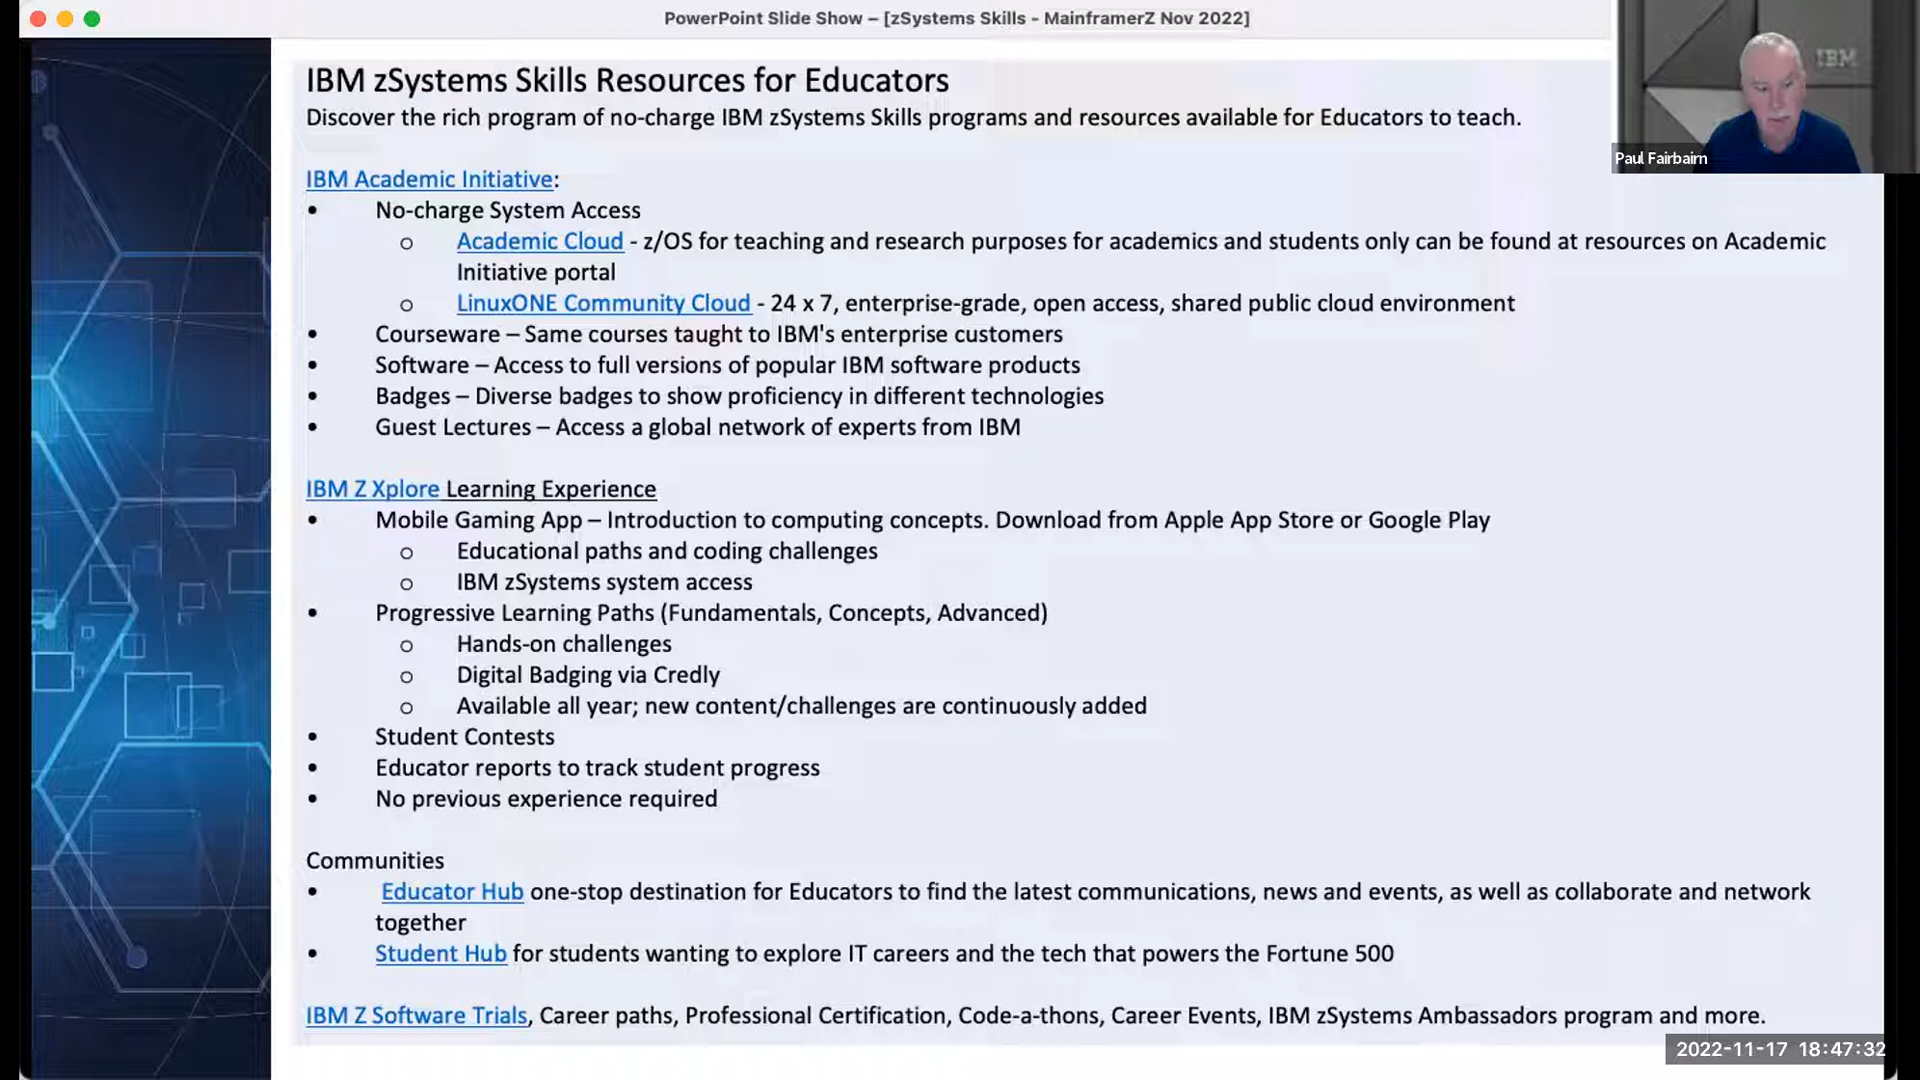 PowerPoint Slide Show – [zSystems Skills - MainframerZ Nov 2022]
IBM
Paul Fairbairn
IBM zSystems Skills Resources for Educators
Discover the rich program of no-charge IBM zSystems Skills programs and resources available for Educators to teach.
IBM Academic Initiative:
• No-charge System Access
o Academic Cloud - z/OS for teaching and research purposes for academics and students only can be found at resources on Academic
Initiative portal
o LinuxONE Community Cloud - 24 x 7, enterprise-grade, open access, shared public cloud environment
• Courseware – Same courses taught to IBM's enterprise customers
• Software – Access to full versions of popular IBM software products
• Badges – Diverse badges to show proficiency in different technologies
• Guest Lectures – Access a global network of experts from IBM
IBM Z Xplore Learning Experience
• Mobile Gaming App – Introduction to computing concepts. Download from Apple App Store or Google Play
o Educational paths and coding challenges
o IBM zSystems system access
• Progressive Learning Paths (Fundamentals, Concepts, Advanced)
o Hands-on challenges
o Digital Badging via Credly
o Available all year; new content/challenges are continuously added
• Student Contests
• Educator reports to track student progress
• No previous experience required
Communities
• Educator Hub one-stop destination for Educators to find the latest communications, news and events, as well as collaborate and network
together
• Student Hub for students wanting to explore IT careers and the tech that powers the Fortune 500
IBM Z Software Trials, Career paths, Professional Certification, Code-a-thons, Career Events, IBM zSystems Ambassadors program and more.
2022-11-17 18:47:32